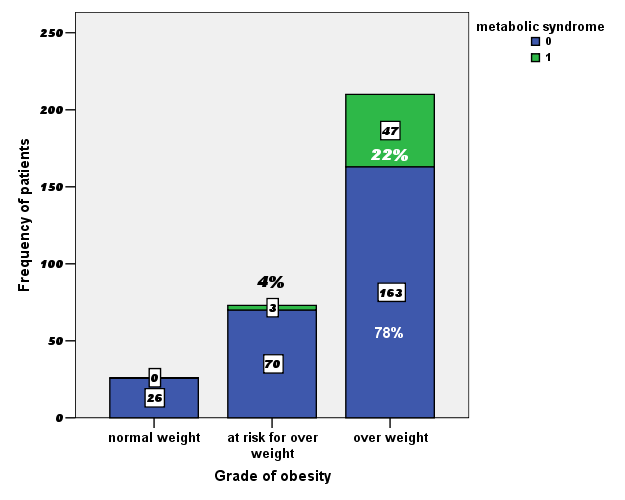 metabolic syndrome
0
1
Frequency of patients
250
200
150
100
50
0
47
22%
163
78%
4%
3
70
0
26
normal weight
at risk for over
weight
over weight
Grade of obesity